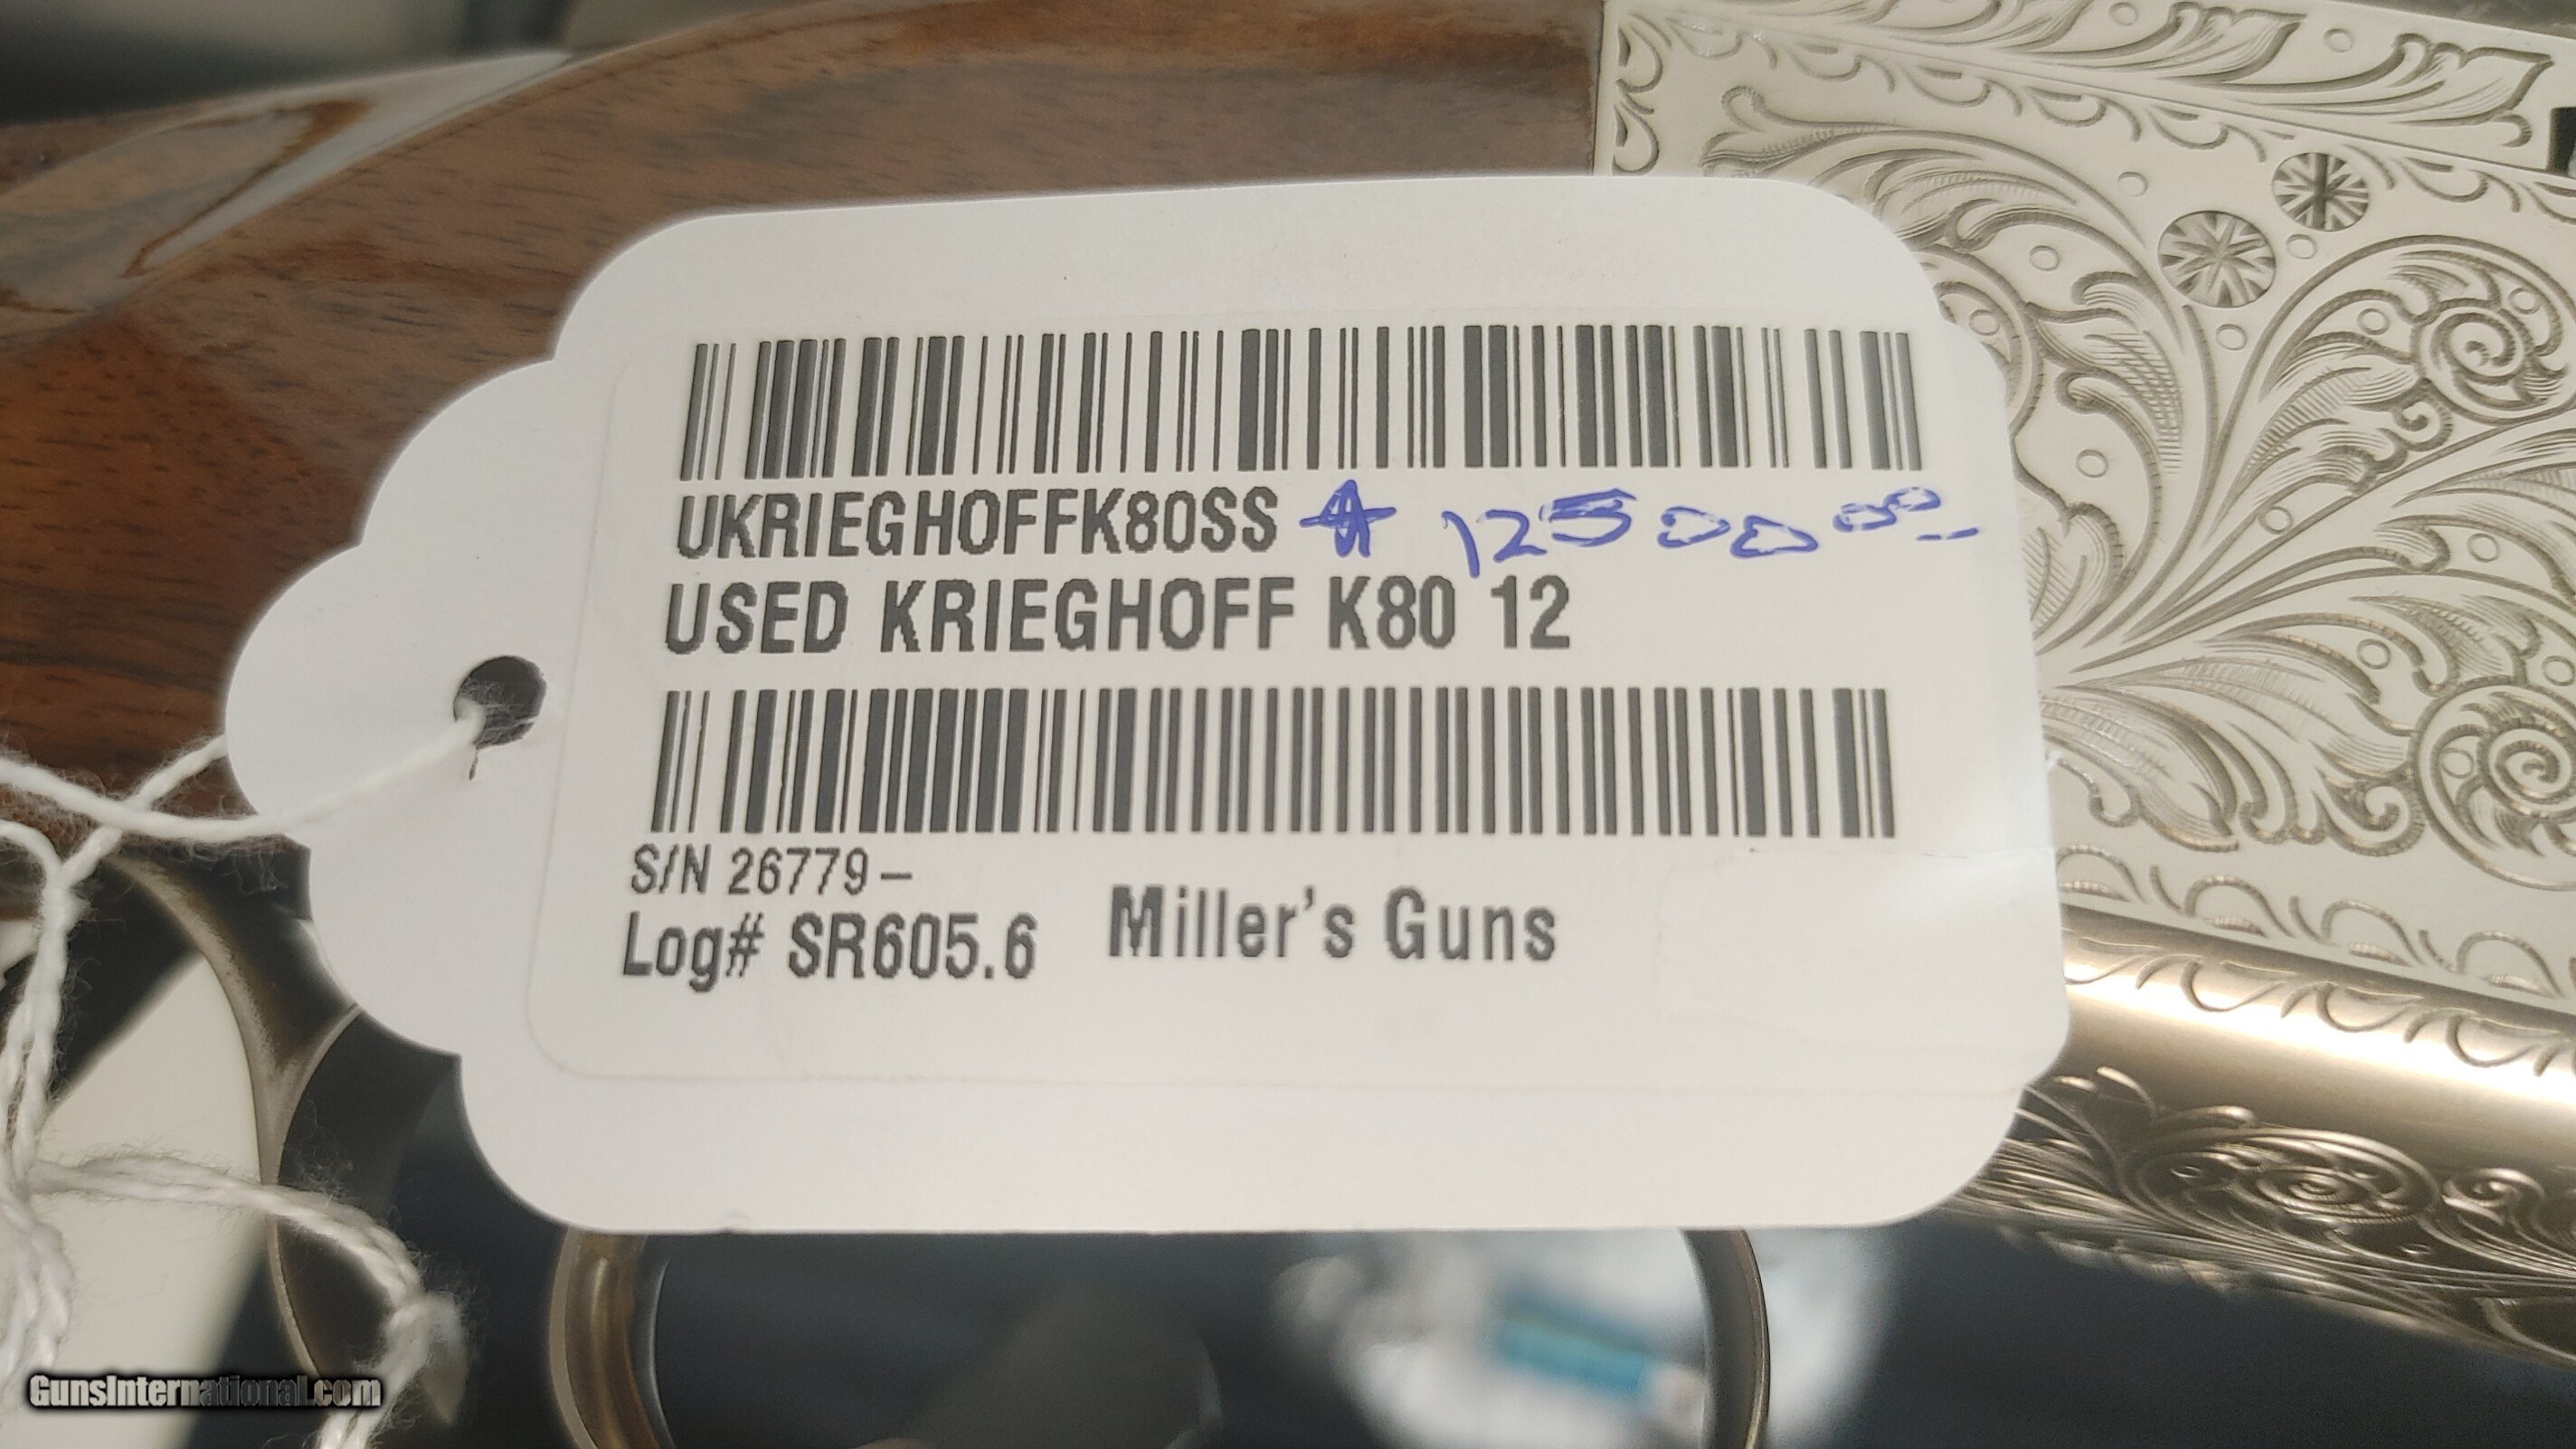 UKRIEGHOFFK80SS $ 12500 00
USED KRIEGHOFF K80 12
S/N 26779-
Log# SR605.6 Miller's Guns
GunsInternational.com